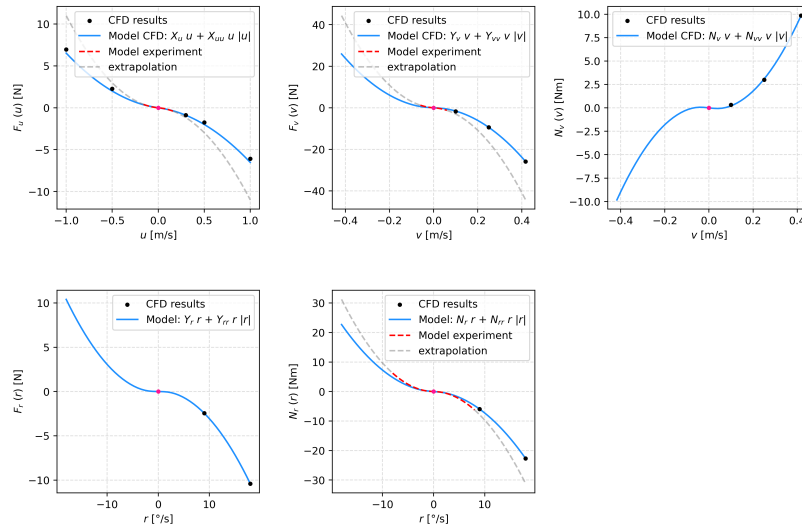 CFD results
Model CFD: X_u u + X_uu u |u|
Model experiment
extrapolation
10
5
0
−5
−10
F_u (u) [N]
−1.0 −0.5 0.0 0.5 1.0
u [m/s]
CFD results
Model CFD: Y_v v + Y_vv v |v|
Model experiment
extrapolation
40
20
0
−20
−40
F_v (v) [N]
−0.4 −0.2 0.0 0.2 0.4
v [m/s]
CFD results
Model CFD: N_v v + N_vv v |v|
10.0
7.5
5.0
2.5
0.0
−2.5
−5.0
−7.5
−10.0
N_v (v) [Nm]
−0.4 −0.2 0.0 0.2 0.4
v [m/s]
CFD results
Model: Y_r r + Y_rr r |r|
10
5
0
−5
−10
F_r (r) [N]
0 10
r [°/s]
CFD results
Model: N_r r + N_rr r |r|
Model experiment
extrapolation
30
20
10
0
−10
−20
−30
N_r (r) [Nm]
−10 0 10
r [°/s]